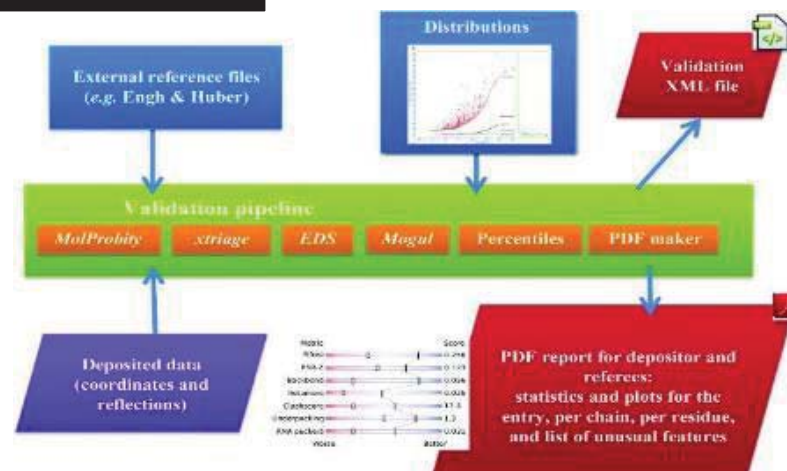 Distributions
External reference files
(e.g. Engh & Huber)
Validation
XML file
Validation pipeline
MolProbity
xtriage
EDS
Mogul
Percentiles
PDF maker
Deposited data
(coordinates and
reflections)
Metric
Score
Clashscore
Worse
Better
PDF report for depositor and
referees:
statistics and plots for the
entry, per chain, per residue,
and list of unusual features